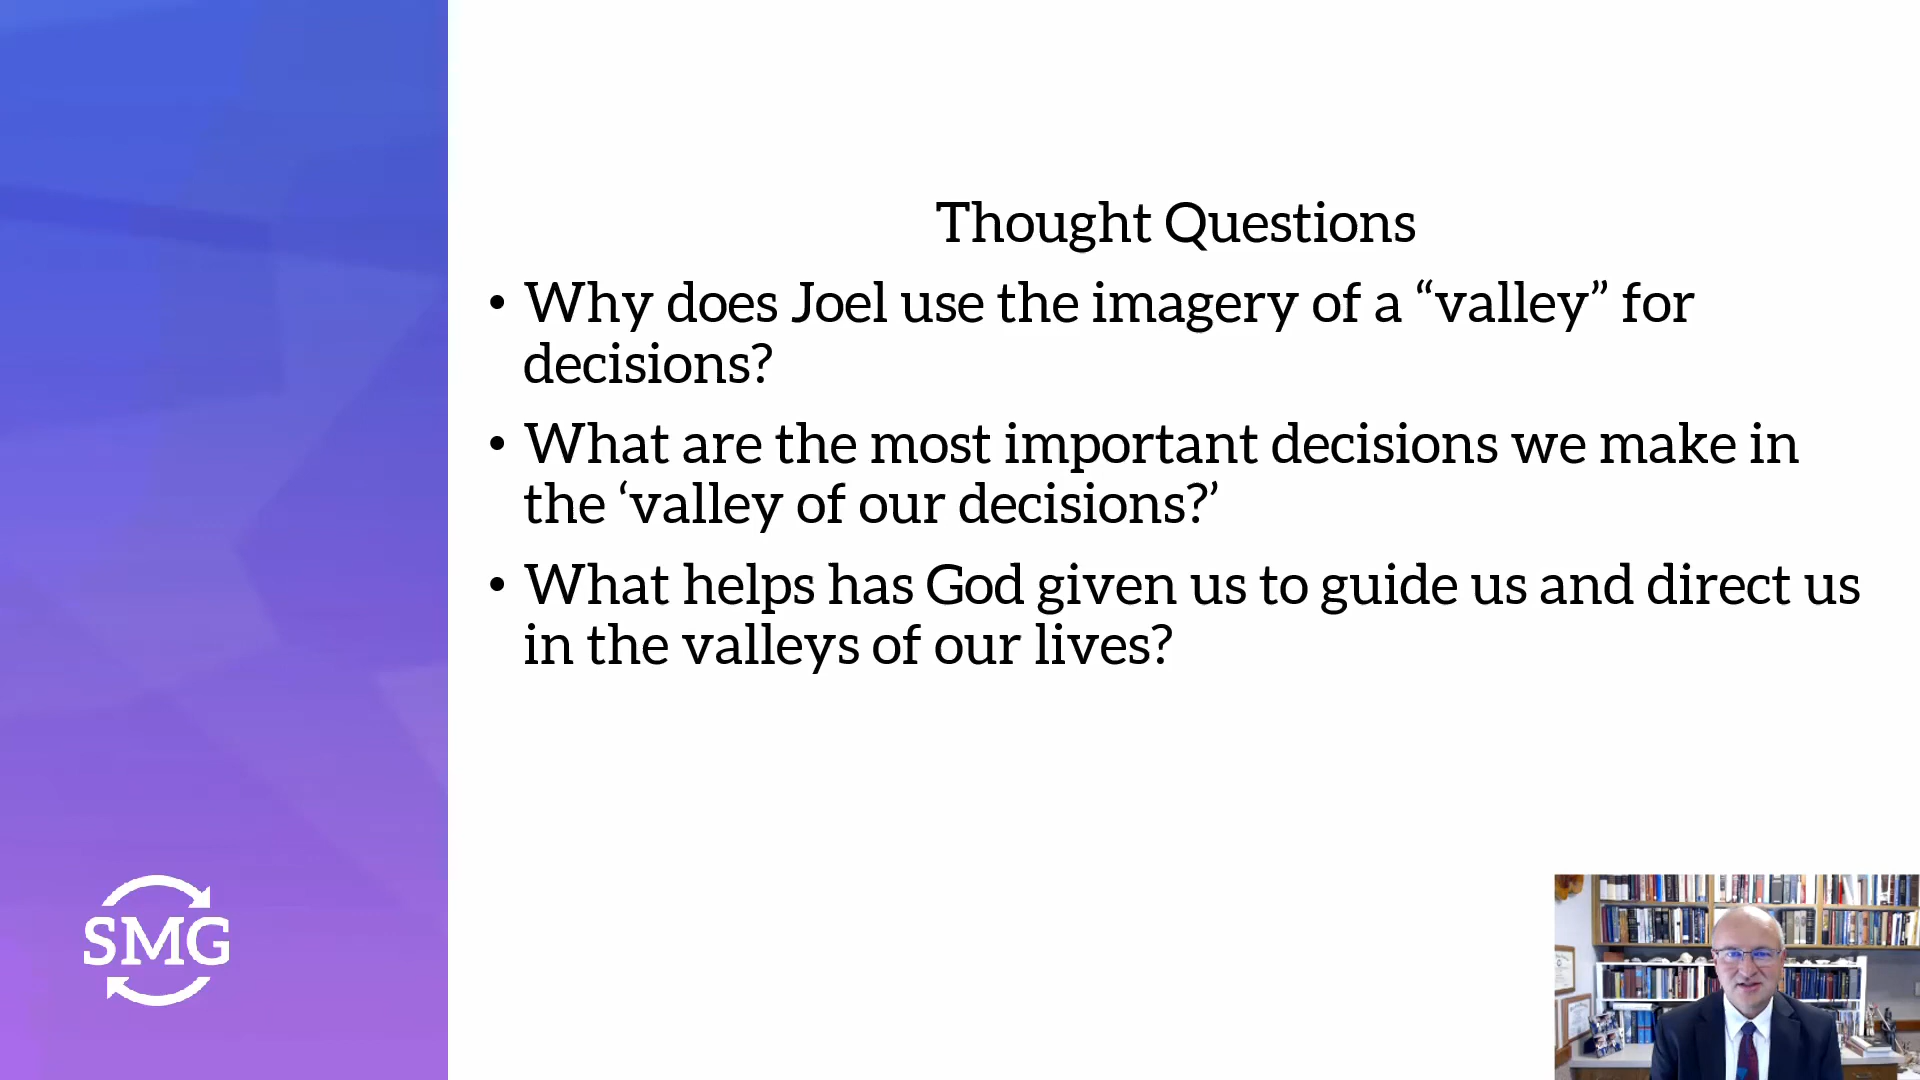 Thought Questions
• Why does Joel use the imagery of a “valley” for
decisions?
• What are the most important decisions we make in
the ‘valley of our decisions?’
• What helps has God given us to guide us and direct us
in the valleys of our lives?
SMG